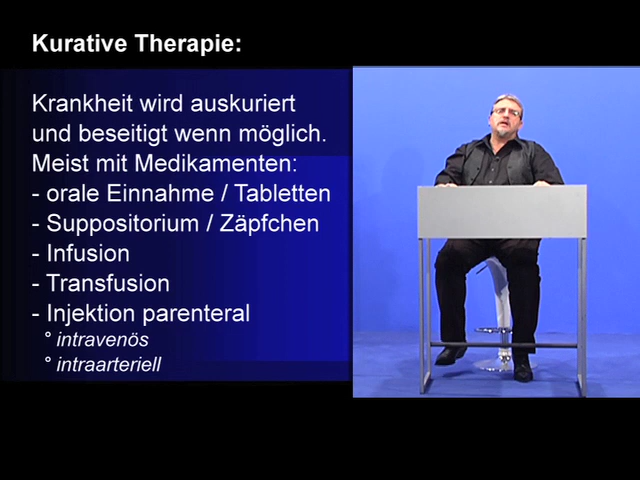 Kurative Therapie:
Krankheit wird auskuriert
und beseitigt wenn möglich.
Meist mit Medikamenten:
- orale Einnahme / Tabletten
- Suppositorium / Zäpfchen
- Infusion
- Transfusion
- Injektion parenteral
° intravenös
° intraarteriell